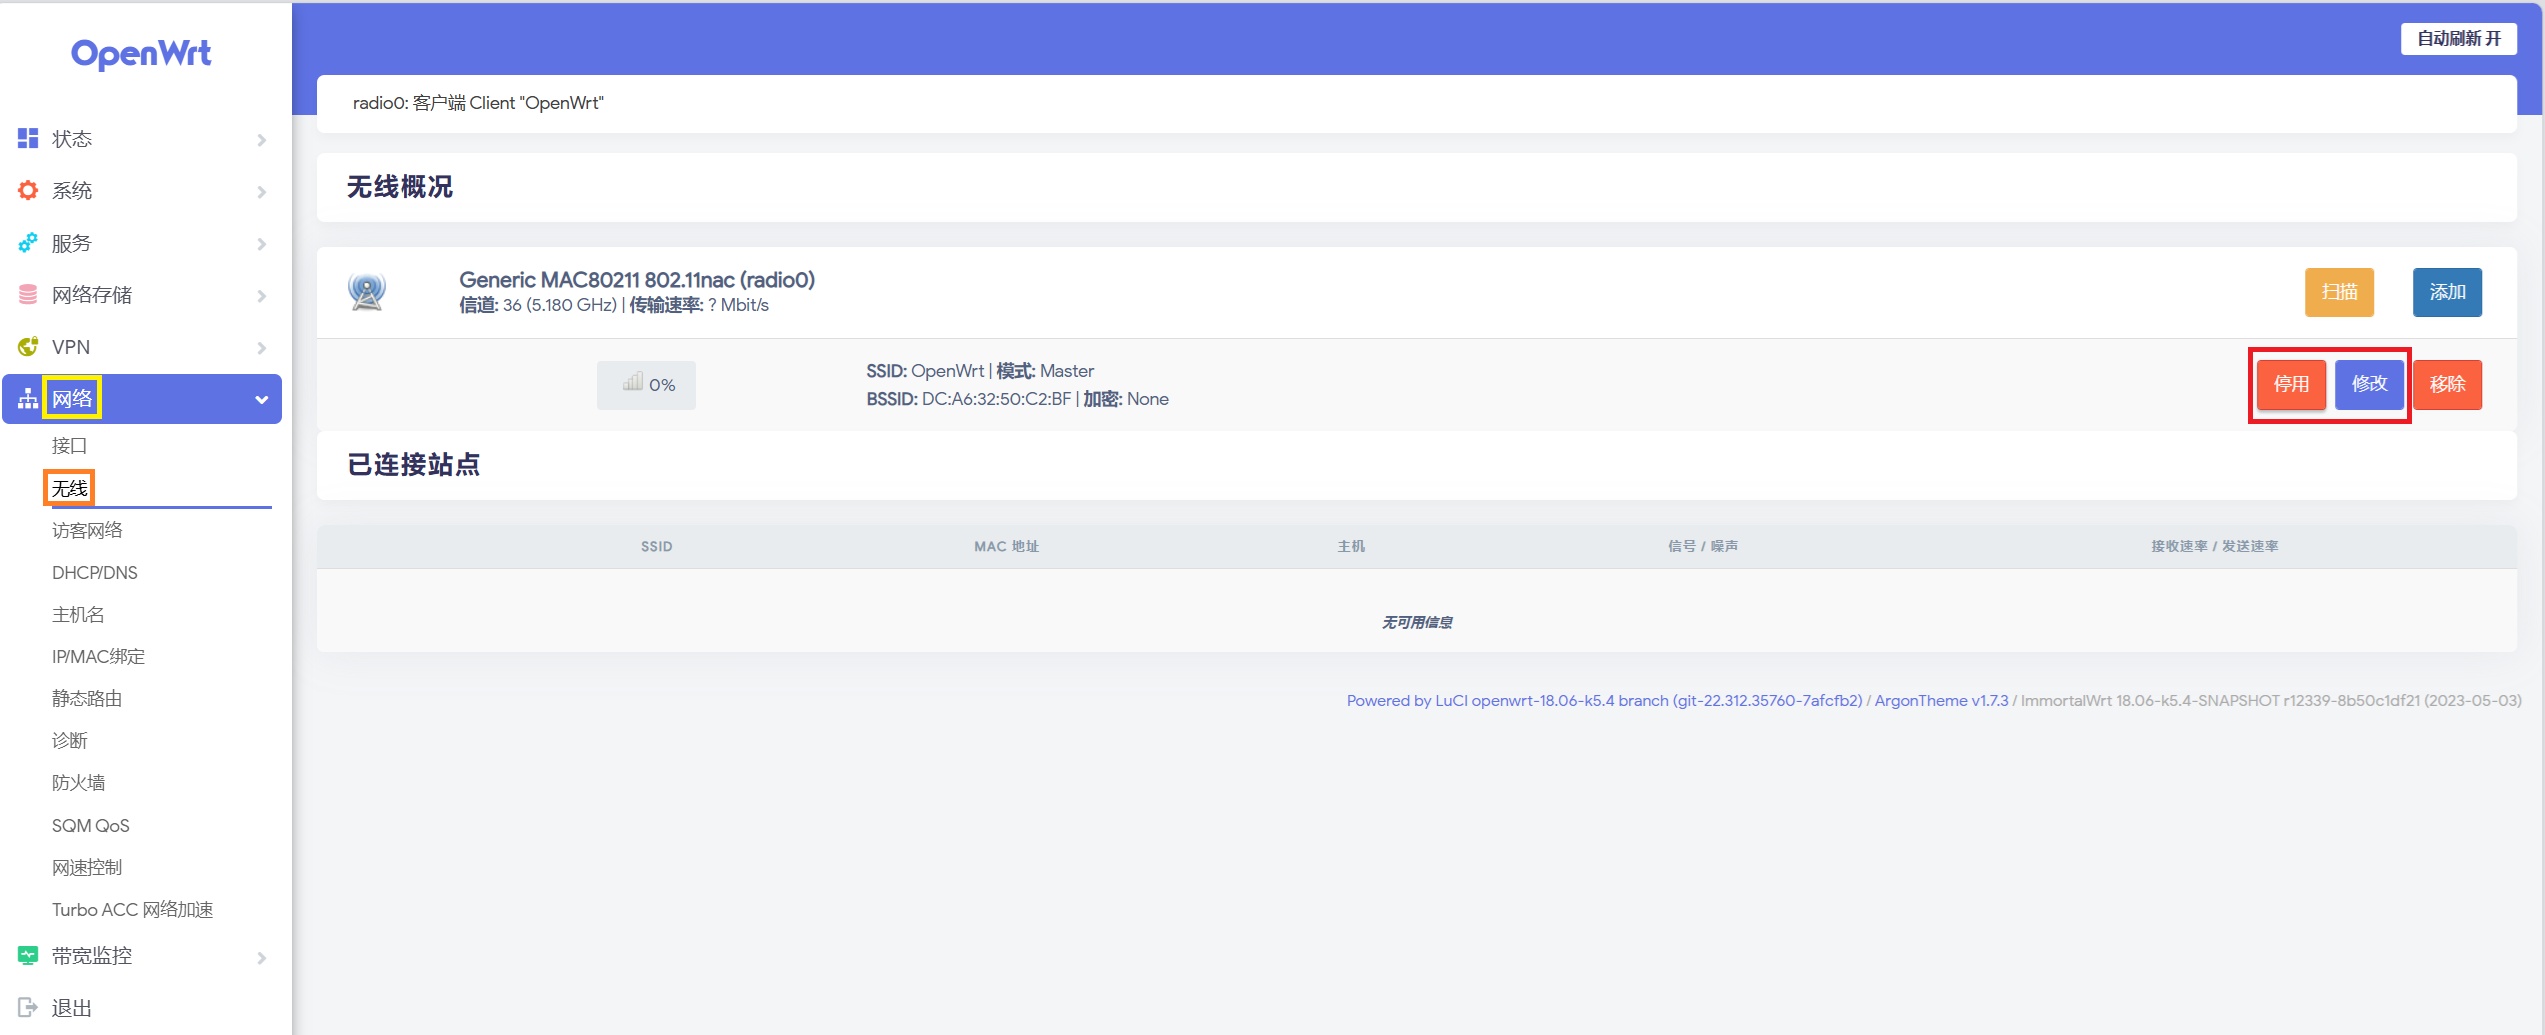 OpenWrt
状态
系统
服务
网络存储
VPN
网络
接口
无线
访客网络
DHCP/DNS
主机名
IP/MAC绑定
静态路由
诊断
防火墙
SQM QoS
网速控制
Turbo ACC 网络加速
带宽监控
退出
自动刷新 开
radio0: 客户端 Client "OpenWrt"
无线概况
Generic MAC80211 802.11nac (radio0)
信道: 36 (5.180 GHz) | 传输速率: ? Mbit/s
扫描
添加
0%
SSID: OpenWrt | 模式: Master
BSSID: DC:A6:32:50:C2:BF | 加密: None
停用
修改
移除
已连接站点
SSID MAC 地址 主机 信号 / 噪声 接收速率 / 发送速率
无可用信息
Powered by LuCI openwrt-18.06-k5.4 branch (git-22.312.35760-7afcfb2) / ArgonTheme v1.7.3 / ImmortalWrt 18.06-k5.4-SNAPSHOT r12339-8b50c1df21 (2023-05-03)